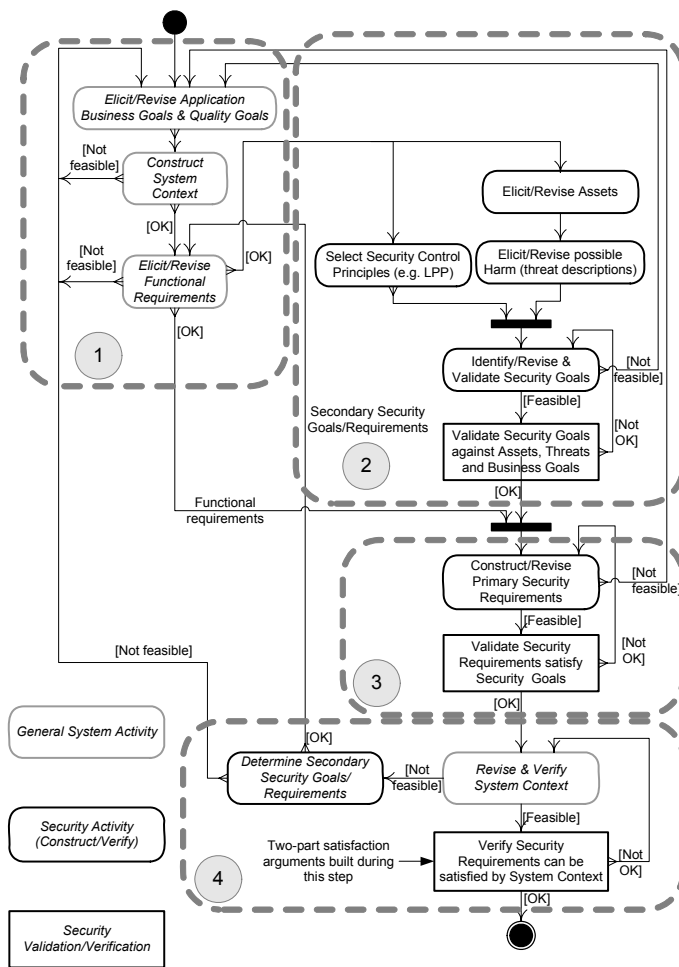 Elicit/Revise Application
Business Goals & Quality Goals
[Not
feasible]
Construct
System
Context
[OK]
[Not
feasible]
Elicit/Revise
Functional
Requirements
[OK]
[OK]
1
Elicit/Revise Assets
Select Security Control
Principles (e.g. LPP)
Elicit/Revise possible
Harm (threat descriptions)
Identify/Revise &
Validate Security Goals
[Not
feasible]
[Feasible]
Secondary Security
Goals/Requirements
Validate Security Goals
against Assets, Threats
and Business Goals
[Not
OK]
2
[OK]
Functional
requirements
Construct/Revise
Primary Security
Requirements
[Not
feasible]
[Feasible]
Validate Security
Requirements satisfy
Security Goals
[Not
OK]
3
[OK]
[Not feasible]
General System Activity
[OK]
Determine Secondary
Security Goals/
Requirements
[Not
feasible]
Revise & Verify
System Context
[Feasible]
Security Activity
(Construct/Verify)
Two-part satisfaction
arguments built during
this step
Verify Security
Requirements can be
satisfied by System Context
[Not
OK]
4
[OK]
Security
Validation/Verification